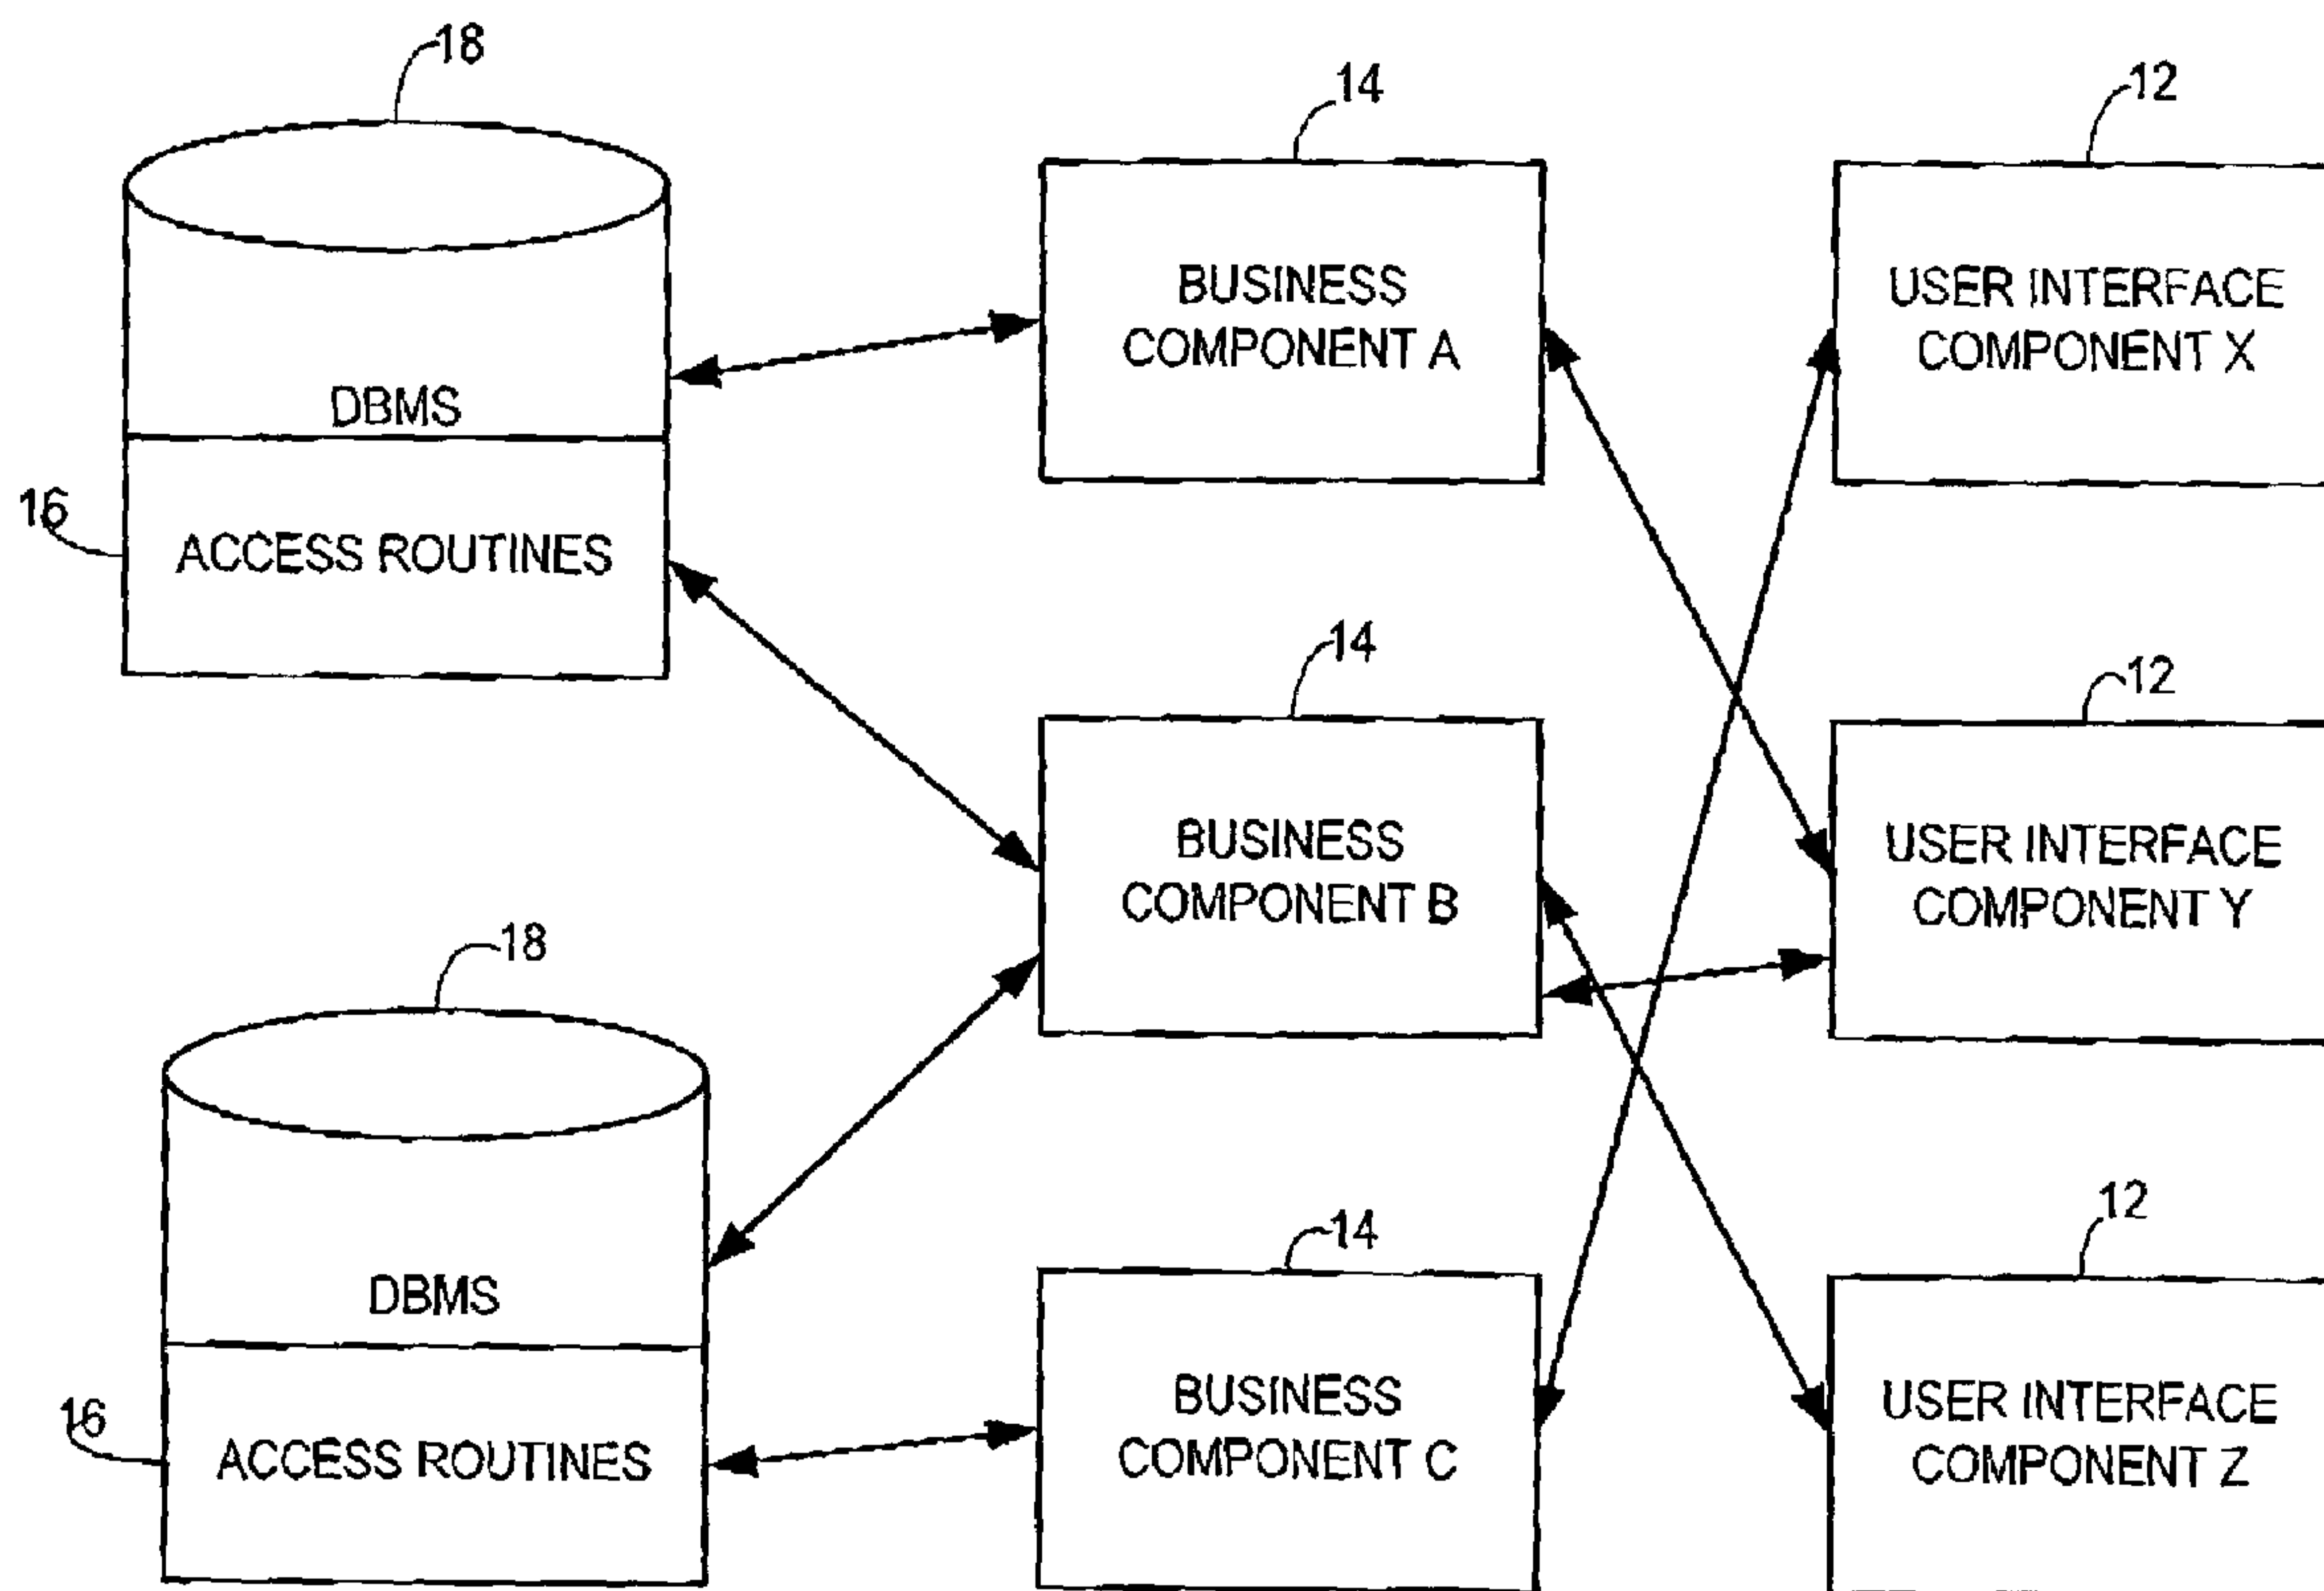 18
14
12
BUSINESS
COMPONENT A
USER INTERFACE
COMPONENT X
DBMS
16
ACCESS ROUTINES
14
12
BUSINESS
COMPONENT B
USER INTERFACE
COMPONENT Y
18
14
12
DBMS
BUSINESS
COMPONENT C
USER INTERFACE
COMPONENT Z
16
ACCESS ROUTINES